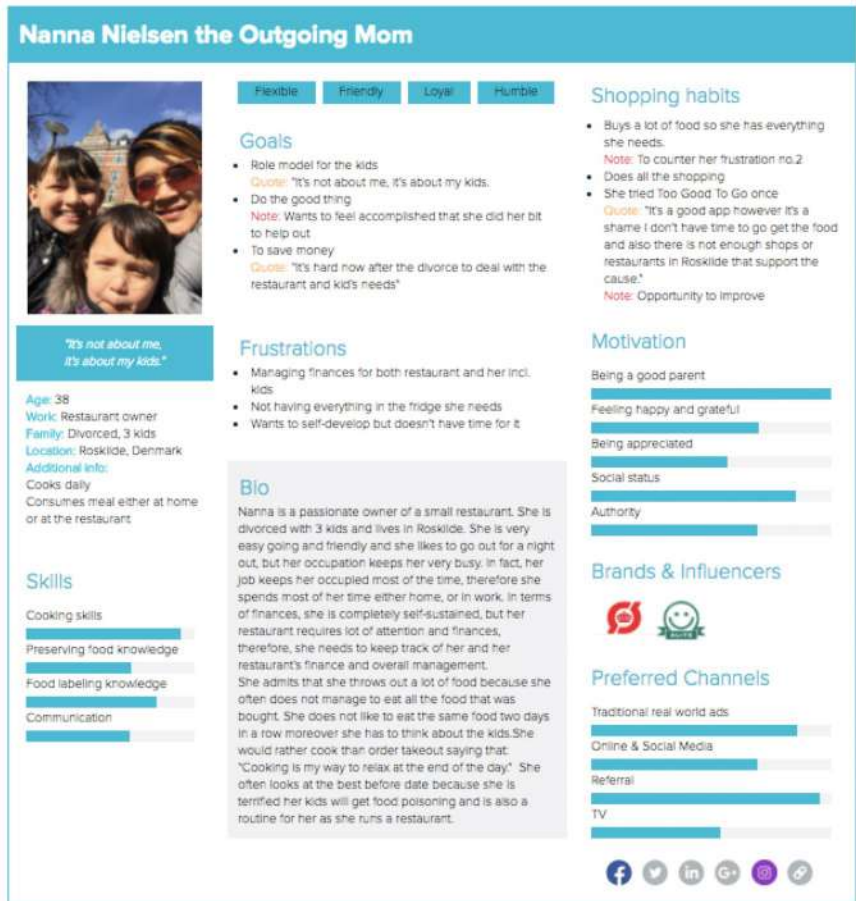 Nanna Nielsen the Outgoing Mom
"It's not about me,
it's about my kids."
Age: 38
Work: Restaurant owner
Family: Divorced, 3 kids
Location: Roskilde, Denmark
Additional info:
Cooks daily
Consumes meal either at home
or at the restaurant
Skills
Cooking skills
Preserving food knowledge
Food labeling knowledge
Communication
Flexible
Friendly
Loyal
Humble
Goals
• Role model for the kids
Quote: "It's not about me, it's about my kids.
• Do the good thing
Note: Wants to feel accomplished that she did her bit
to help out
• To save money
Quote: "It's hard now after the divorce to deal with the
restaurant and kid's needs"
Frustrations
• Managing finances for both restaurant and her incl.
kids
• Not having everything in the fridge she needs
• Wants to self-develop but doesn't have time for it
Bio
Nanna is a passionate owner of a small restaurant. She is
divorced with 3 kids and lives in Roskilde. She is very
easy going and friendly and she likes to go out for a night
out, but her occupation keeps her very busy. In fact, her
job keeps her occupied most of the time, therefore she
spends most of her time either home, or in work. In terms
of finances, she is completely self-sustained, but her
restaurant requires lot of attention and finances,
therefore, she needs to keep track of her and her
restaurant's finance and overall management.
She admits that she throws out a lot of food because she
often does not manage to eat all the food that was
bought. She does not like to eat the same food two days
in a row moreover she has to think about the kids.She
would rather cook than order takeout saying that:
"Cooking is my way to relax at the end of the day." She
often looks at the best before date because she is
terrified her kids will get food poisoning and is also a
routine for her as she runs a restaurant.
Shopping habits
• Buys a lot of food so she has everything
she needs.
Note: To counter her frustration no.2
• Does all the shopping
• She tried Too Good To Go once
Quote: "It's a good app however it's a
shame I don't have time to go get the food
and also there is not enough shops or
restaurants in Roskilde that support the
cause."
Note: Opportunity to improve
Motivation
Being a good parent
Feeling happy and grateful
Being appreciated
Social status
Authority
Brands & Influencers
ELITE
Preferred Channels
Traditional real world ads
Online & Social Media
Referral
TV